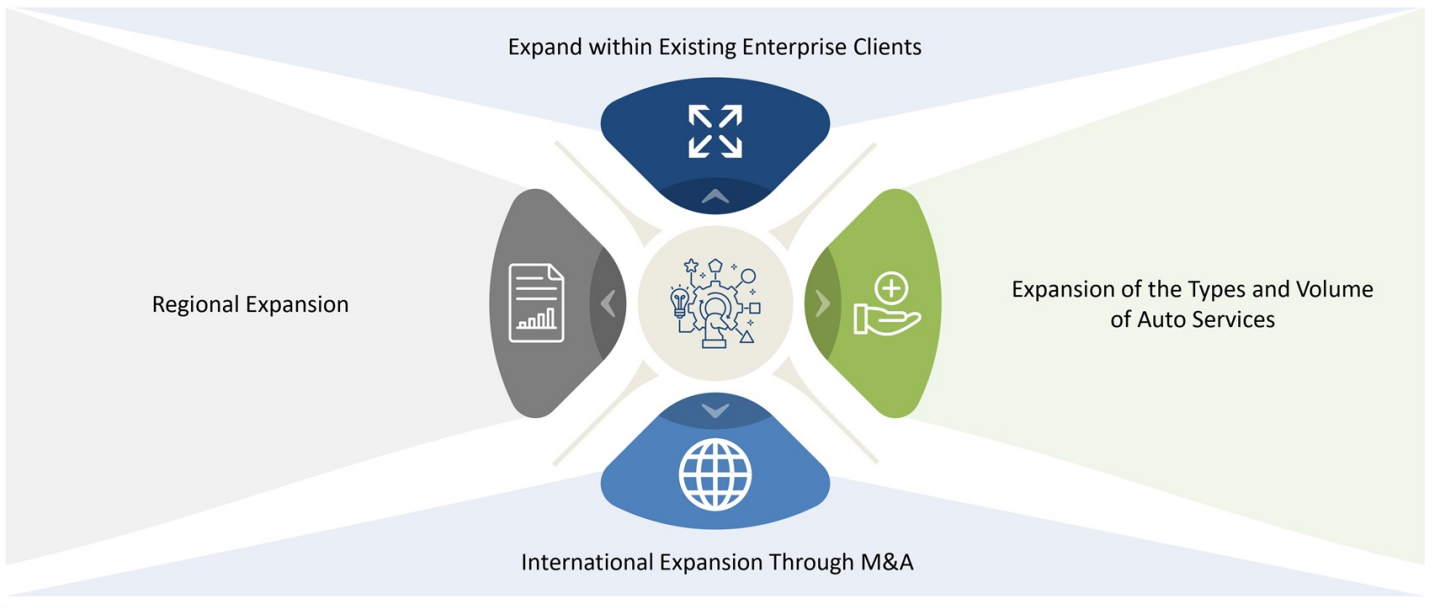 Expand within Existing Enterprise Clients
Regional Expansion
Expansion of the Types and Volume
of Auto Services
International Expansion Through M&A